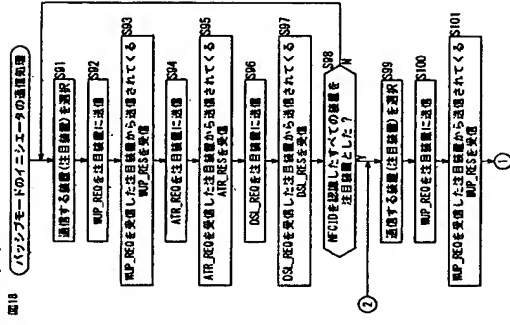 図18
パッシブモードのイニシエータの通信処理
通信する装置(注目装置)を選択 S91
WUP_REQを注目装置に送信 S92
WUP_REQを受信した注目装置から送信されてくる S93
WUP_RESを受信
ATR_REQを注目装置に送信 S94
ATR_REQを受信した注目装置から送信されてくる S95
ATR_RESを受信
DSL_REQを注目装置に送信 S96
DSL_REQを受信した注目装置から送信されてくる S97
DSL_RESを受信
NFCIDを認識したすべての装置を S98
注目装置とした?
N
Y
2
通信する装置(注目装置)を選択 S99
WUP_REQを注目装置に送信 S100
WUP_REQを受信した注目装置から送信されてくる S101
WUP_RESを受信
1